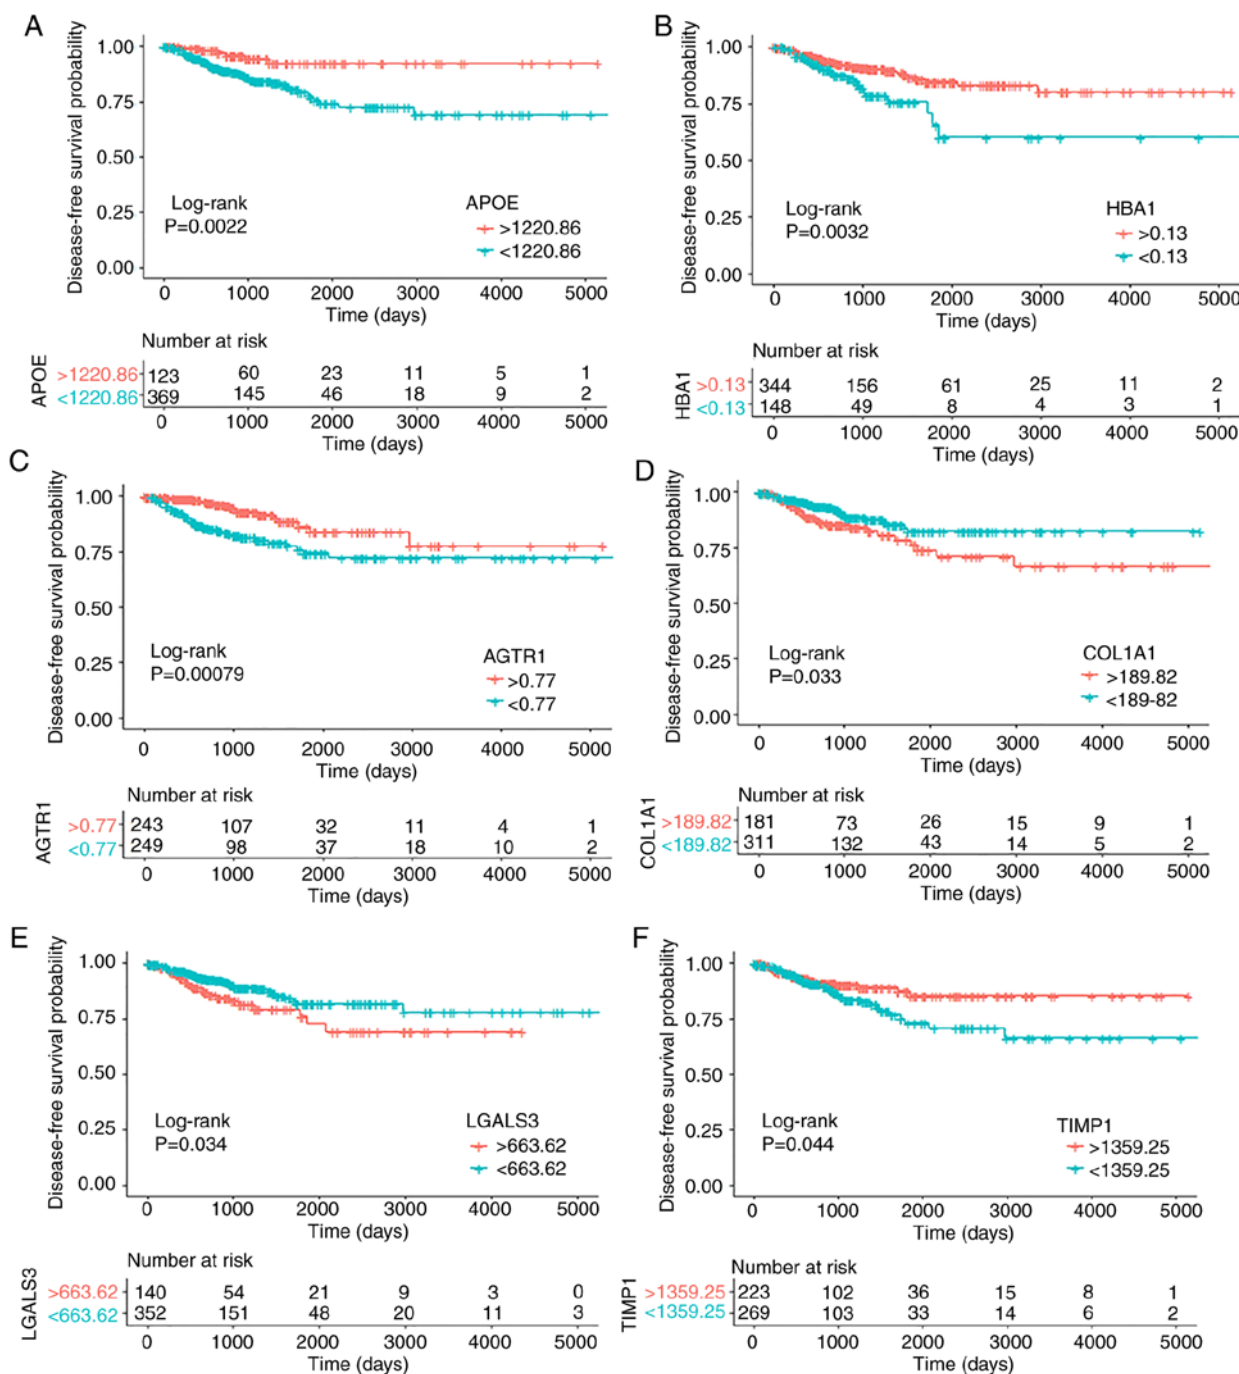 A
Disease-free survival probability
1.00
0.75
0.50
0.25
0.00
Log-rank
P=0.0022
APOE
>1220.86
<1220.86
0 1000 2000 3000 4000 5000
Time (days)
Number at risk
APOE
>1220.86 123 60 23 11 5 1
<1220.86 369 145 46 18 9 2
0 1000 2000 3000 4000 5000
Time (days)
B
Disease-free survival probability
1.00
0.75
0.50
0.25
0.00
Log-rank
P=0.0032
HBA1
>0.13
<0.13
0 1000 2000 3000 4000 5000
Time (days)
Number at risk
HBA1
>0.13 344 156 61 25 11 2
<0.13 148 49 8 4 3 1
0 1000 2000 3000 4000 5000
Time (days)
C
Disease-free survival probability
1.00
0.75
0.50
0.25
0.00
Log-rank
P=0.00079
AGTR1
>0.77
<0.77
0 1000 2000 3000 4000 5000
Time (days)
Number at risk
AGTR1
>0.77 243 107 32 11 4 1
<0.77 249 98 37 18 10 2
0 1000 2000 3000 4000 5000
Time (days)
D
Disease-free survival probability
1.00
0.75
0.50
0.25
0.00
Log-rank
P=0.033
COL1A1
>189.82
<189-82
0 1000 2000 3000 4000 5000
Time (days)
Number at risk
COL1A1
>189.82 181 73 26 15 9 1
<189.82 311 132 43 14 5 2
0 1000 2000 3000 4000 5000
Time (days)
E
Disease-free survival probability
1.00
0.75
0.50
0.25
0.00
Log-rank
P=0.034
LGALS3
>663.62
<663.62
0 1000 2000 3000 4000 5000
Time (days)
Number at risk
LGALS3
>663.62 140 54 21 9 3 0
<663.62 352 151 48 20 11 3
0 1000 2000 3000 4000 5000
Time (days)
F
Disease-free survival probability
1.00
0.75
0.50
0.25
0.00
Log-rank
P=0.044
TIMP1
>1359.25
<1359.25
0 1000 2000 3000 4000 5000
Time (days)
Number at risk
TIMP1
>1359.25 223 102 36 15 8 1
<1359.25 269 103 33 14 6 2
0 1000 2000 3000 4000 5000
Time (days)